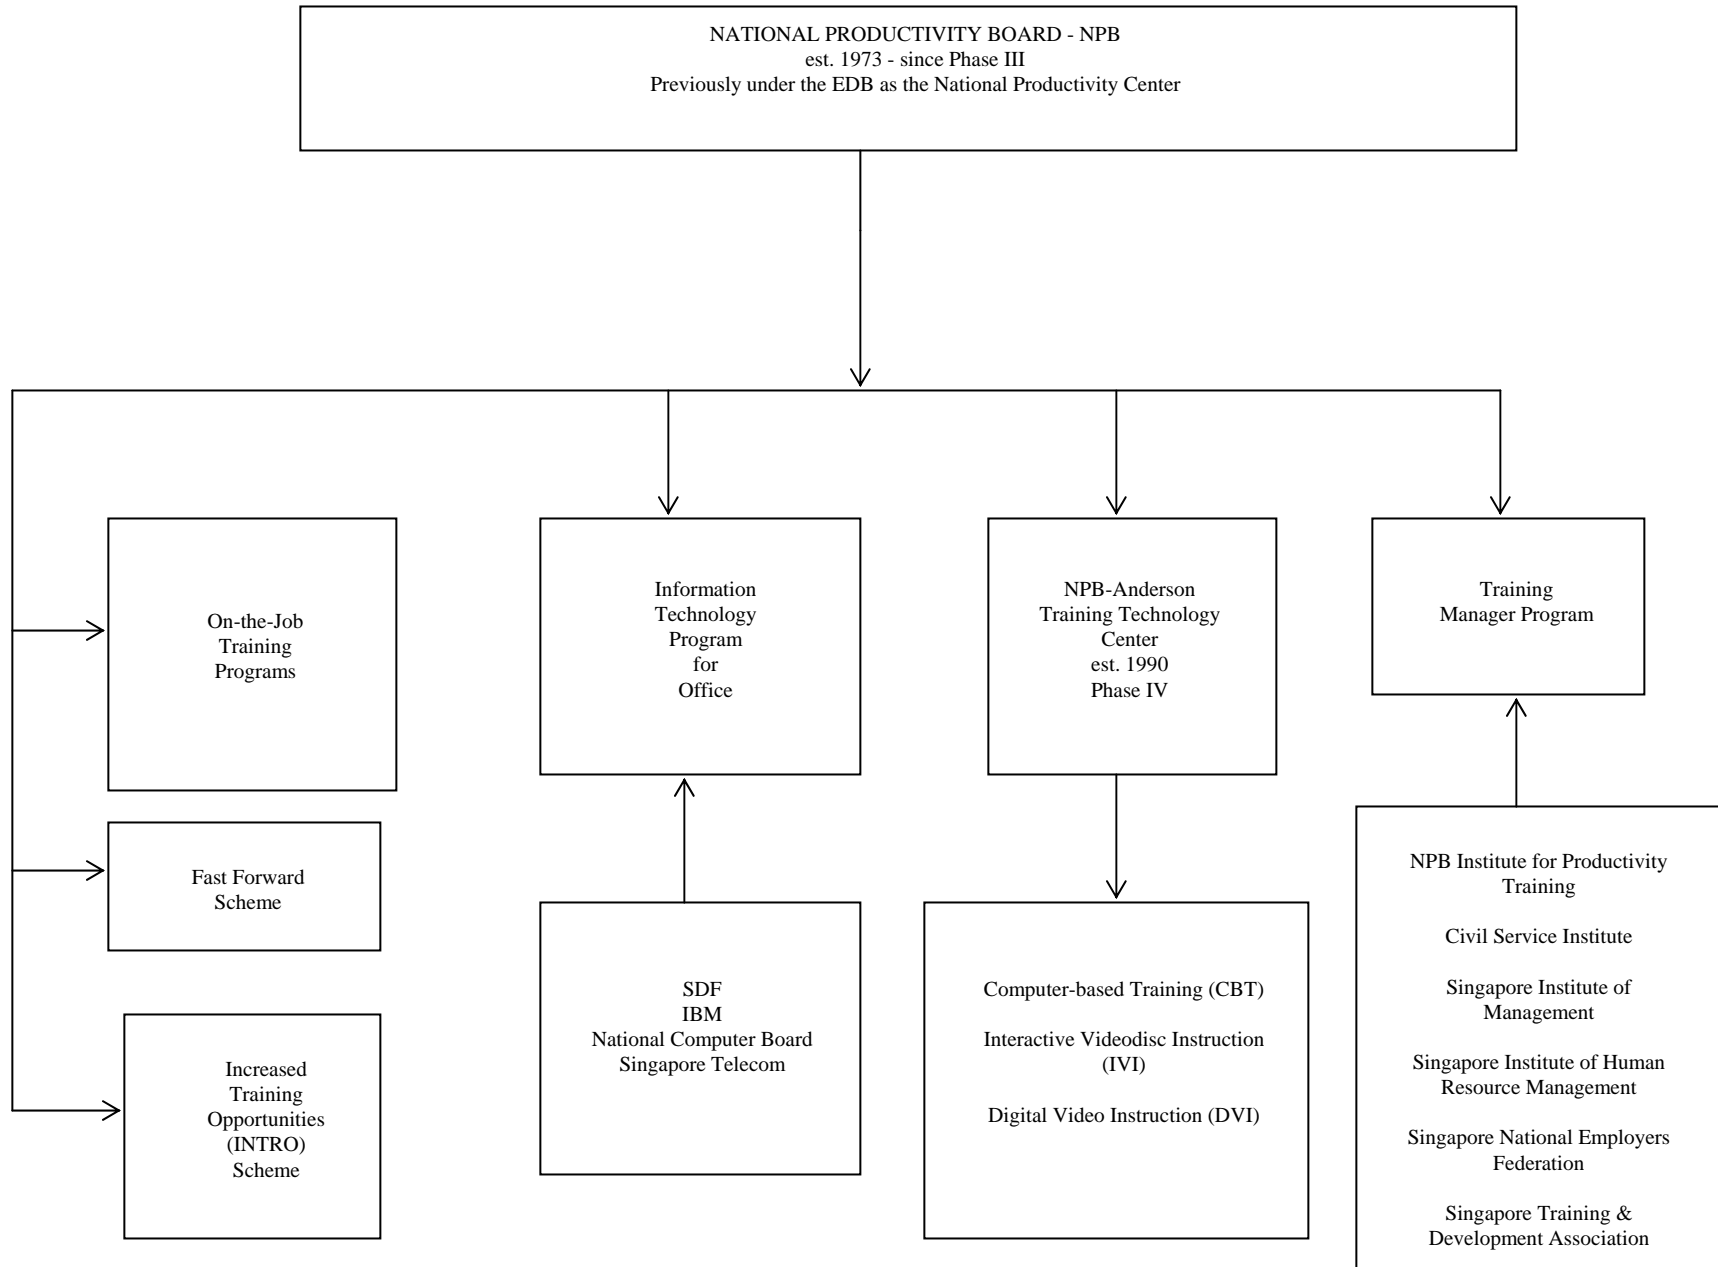 NATIONAL PRODUCTIVITY BOARD - NPB
est. 1973 - since Phase III
Previously under the EDB as the National Productivity Center
On-the-Job
Training
Programs
Information
Technology
Program
for
Office
NPB-Anderson
Training Technology
Center
est. 1990
Phase IV
Training
Manager Program
Fast Forward
Scheme
Increased
Training
Opportunities
(INTRO)
Scheme
SDF
IBM
National Computer Board
Singapore Telecom
Computer-based Training (CBT)
Interactive Videodisc Instruction
(IVI)
Digital Video Instruction (DVI)
NPB Institute for Productivity
Training
Civil Service Institute
Singapore Institute of
Management
Singapore Institute of Human
Resource Management
Singapore National Employers
Federation
Singapore Training &
Development Association